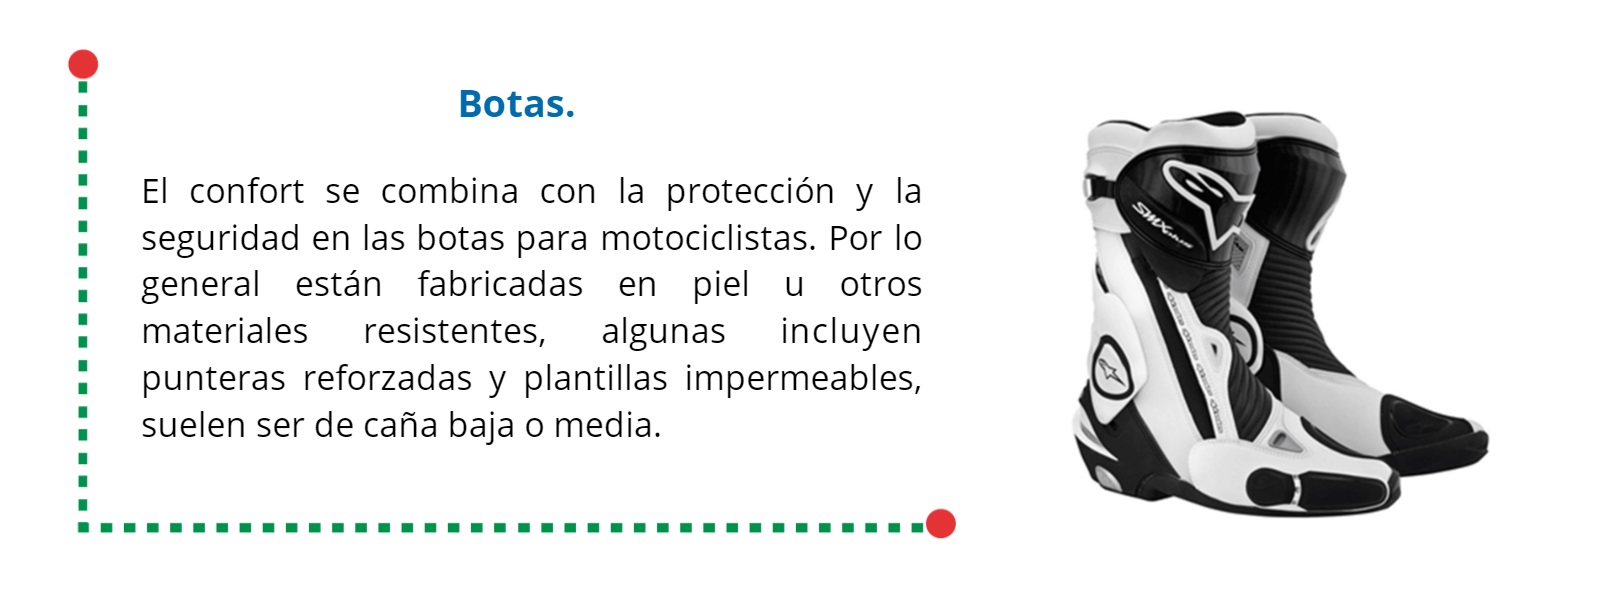 Botas.
El confort se combina con la protección y la
seguridad en las botas para motociclistas. Por lo
general están fabricadas en piel u otros
materiales resistentes, algunas incluyen
punteras reforzadas y plantillas impermeables,
suelen ser de caña baja o media.
SMX plus